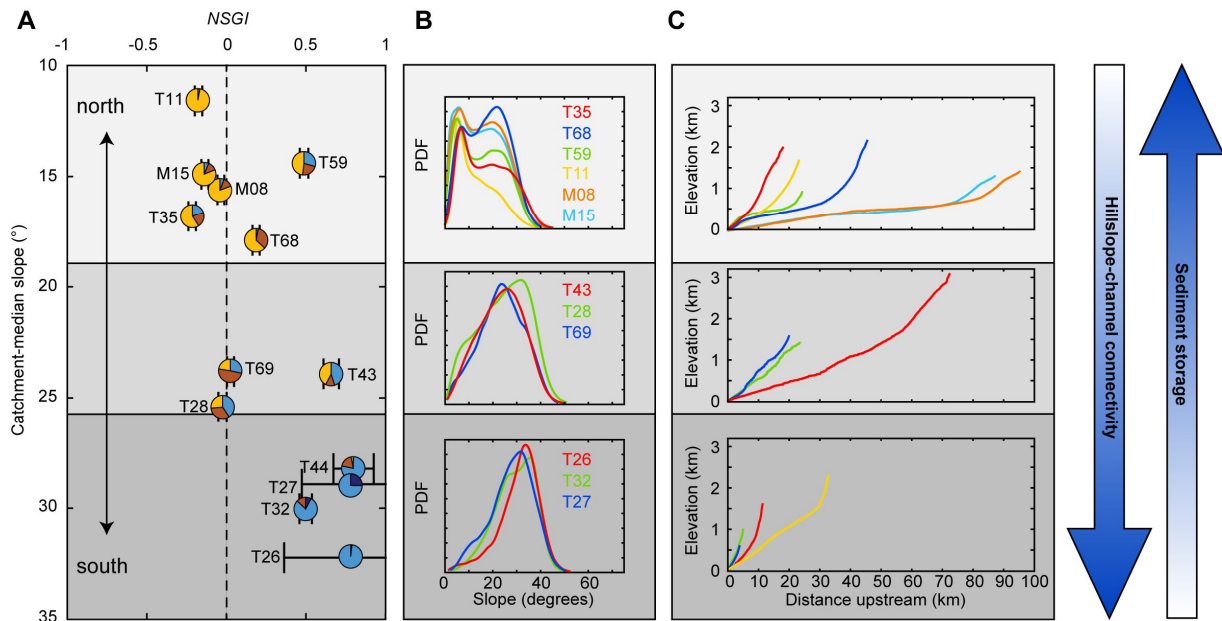 A
NSGI
-1 -0.5 0 0.5 1
10
15
20
25
30
35
Catchment-median slope (°)
north
south
T11
T59
M15
M08
T35
T68
T69
T43
T28
T44
T27
T32
T26
B
PDF
T35
T68
T59
T11
M08
M15
PDF
T43
T28
T69
PDF
T26
T32
T27
0 20 40 60
Slope (degrees)
C
Elevation (km)
3
2
1
0
Elevation (km)
3
2
1
0
Elevation (km)
3
2
1
0
0 10 20 30 40 50 60 70 80 90 100
Distance upstream (km)
Hillslope-channel connectivity
Sediment storage